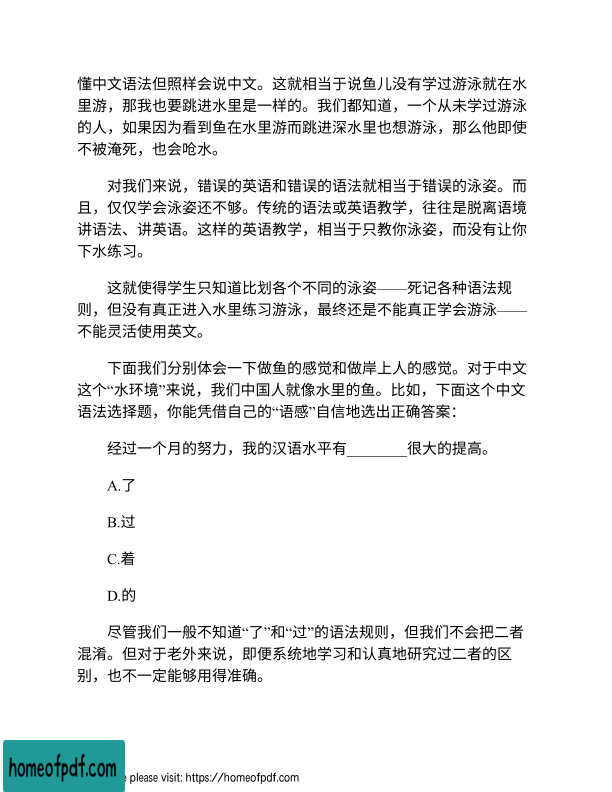 懂中文语法但照样会说中文。这就相当于说鱼儿没有学过游泳就在水
里游，那我也要跳进水里是一样的。我们都知道，一个从未学过游泳
的人，如果因为看到鱼在水里游而跳进深水里也想游泳，那么他即使
不被淹死，也会呛水。
对我们来说，错误的英语和错误的语法就相当于错误的泳姿。而
且，仅仅学会泳姿还不够。传统的语法或英语教学，往往是脱离语境
讲语法、讲英语。这样的英语教学，相当于只教你泳姿，而没有让你
下水练习。
这就使得学生只知道比划各个不同的泳姿——死记各种语法规
则，但没有真正进入水里练习游泳，最终还是不能真正学会游泳——
不能灵活使用英文。
下面我们分别体会一下做鱼的感觉和做岸上人的感觉。对于中文
这个“水环境”来说，我们中国人就像水里的鱼。比如，下面这个中文
语法选择题，你能凭借自己的“语感”自信地选出正确答案：
经过一个月的努力，我的汉语水平有________很大的提高。
A.了
B.过
C.着
D.的
尽管我们一般不知道“了”和“过”的语法规则，但我们不会把二者
混淆。但对于老外来说，即便系统地学习和认真地研究过二者的区
别，也不一定能够用得准确。
homeofpdf.com
e please visit: https://homeofpdf.com